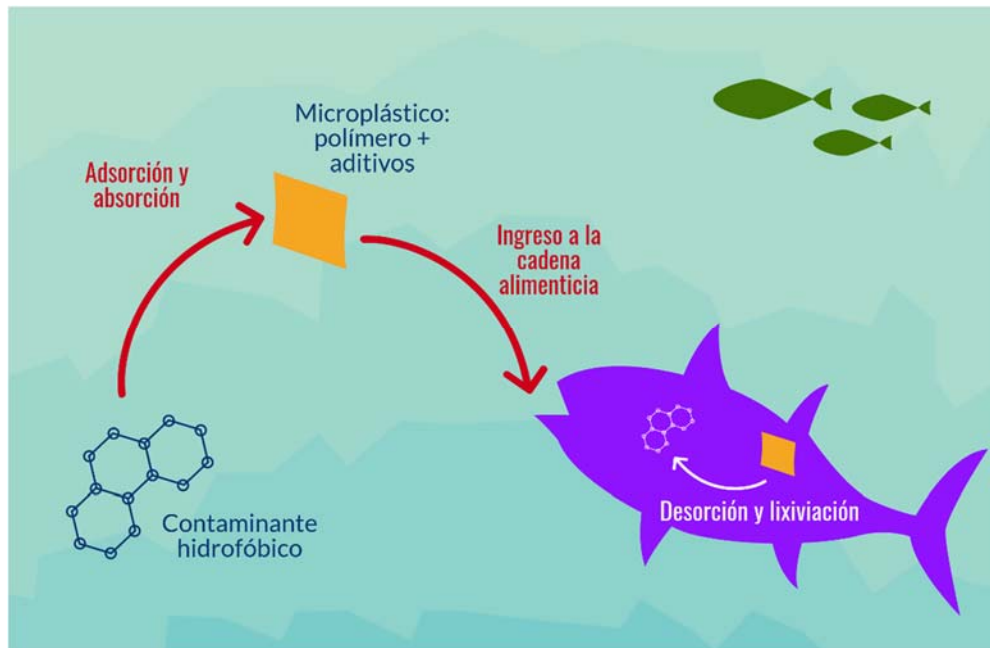 Microplástico:
polímero +
aditivos
Adsorción y
absorción
Ingreso a la
cadena
alimenticia
Contaminante
hidrofóbico
Desorción y lixiviación